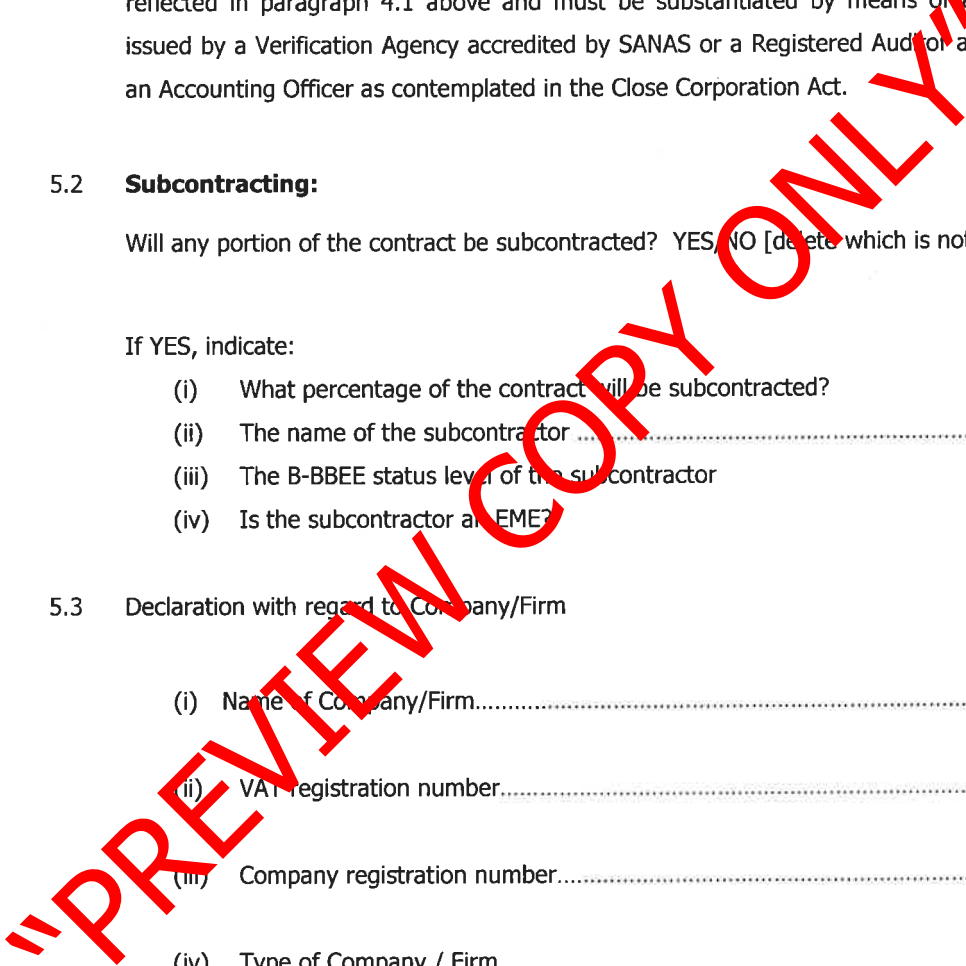 reflected in paragraph 4.1 above and must be substantiated by means of
issued by a Verification Agency accredited by SANAS or a Registered Auditor a
an Accounting Officer as contemplated in the Close Corporation Act.
5.2 Subcontracting:
Will any portion of the contract be subcontracted? YES/NO [delete which is not
If YES, indicate:
(i) What percentage of the contract will be subcontracted?
(ii) The name of the subcontractor ..........................................................
(iii) The B-BBEE status level of the subcontractor
(iv) Is the subcontractor an EME?
5.3 Declaration with regard to Company/Firm
(i) Name of Company/Firm..........................................................................
(ii) VAT registration number.......................................................................
(iii) Company registration number..............................................................
(iv) Type of Company / Firm
"PREVIEW COPY ONLY"